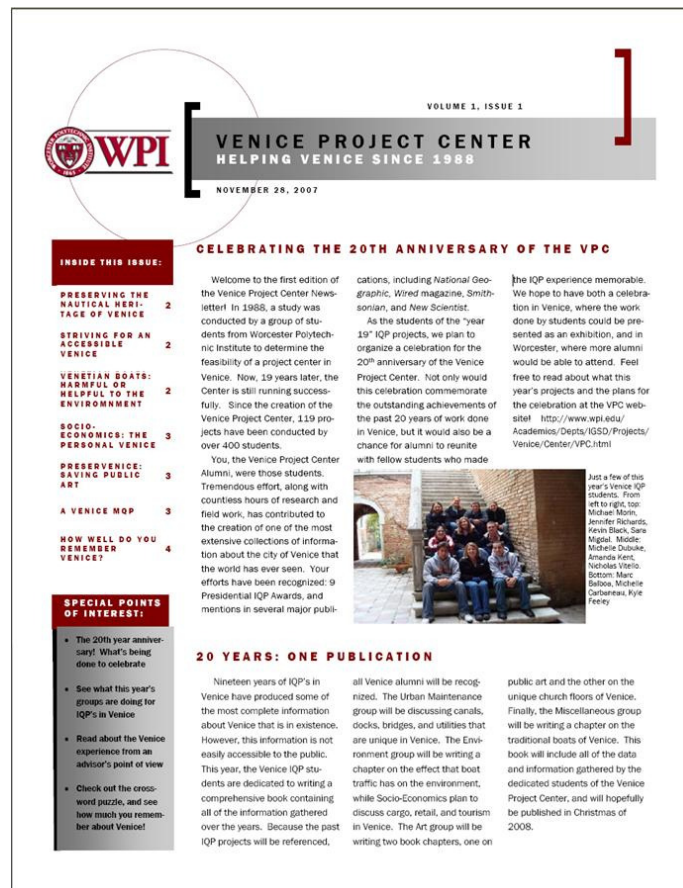 VOLUME 1, ISSUE 1
WPI
VENICE PROJECT CENTER
HELPING VENICE SINCE 1988
NOVEMBER 28, 2007
INSIDE THIS ISSUE:
PRESERVING THE
NAUTICAL HERI-
TAGE OF VENICE 2
STRIVING FOR AN
ACCESSIBLE
VENICE 2
VENETIAN BOATS:
HARMFUL OR
HELPFUL TO THE
ENVIROMNMENT 2
SOCIO-
ECONOMICS: THE
PERSONAL VENICE 3
PRESERVENICE:
SAVING PUBLIC
ART 3
A VENICE MQP 3
HOW WELL DO YOU
REMEMBER
VENICE? 4
SPECIAL POINTS
OF INTEREST:
• The 20th year anniver-
sary! What's being
done to celebrate
• See what this year's
groups are doing for
IQP's in Venice
• Read about the Venice
experience from an
advisor's point of view
• Check out the cross-
word puzzle, and see
how much you remem-
ber about Venice!
CELEBRATING THE 20TH ANNIVERSARY OF THE VPC
Welcome to the first edition of
the Venice Project Center News-
letter! In 1988, a study was
conducted by a group of stu-
dents from Worcester Polytech-
nic Institute to determine the
feasibility of a project center in
Venice. Now, 19 years later, the
Center is still running success-
fully. Since the creation of the
Venice Project Center, 119 pro-
jects have been conducted by
over 400 students.
You, the Venice Project Center
Alumni, were those students.
Tremendous effort, along with
countless hours of research and
field work, has contributed to
the creation of one of the most
extensive collections of informa-
tion about the city of Venice that
the world has ever seen. Your
efforts have been recognized: 9
Presidential IQP Awards, and
mentions in several major publi-
cations, including National Geo-
graphic, Wired magazine, Smith-
sonian, and New Scientist.
As the students of the "year
19" IQP projects, we plan to
organize a celebration for the
20th anniversary of the Venice
Project Center. Not only would
this celebration commemorate
the outstanding achievements of
the past 20 years of work done
in Venice, but it would also be a
chance for alumni to reunite
with fellow students who made
the IQP experience memorable.
We hope to have both a celebra-
tion in Venice, where the work
done by students could be pre-
sented as an exhibition, and in
Worcester, where more alumni
would be able to attend. Feel
free to read about what this
year's projects and the plans for
the celebration at the VPC web-
site! http://www.wpi.edu/
Academics/Depts/IGSD/Projects/
Venice/Center/VPC.html
Just a few of this
year's Venice IQP
students. From
left to right, top:
Michael Morin,
Jennifer Richards,
Kevin Black, Sara
Migdal. Middle:
Michelle Dubuke,
Amanda Kent,
Nicholas Vitello.
Bottom: Marc
Balboa, Michelle
Carbaneau, Kyle
Feeley
20 YEARS: ONE PUBLICATION
Nineteen years of IQP's in
Venice have produced some of
the most complete information
about Venice that is in existence.
However, this information is not
easily accessible to the public.
This year, the Venice IQP stu-
dents are dedicated to writing a
comprehensive book containing
all of the information gathered
over the years. Because the past
IQP projects will be referenced,
all Venice alumni will be recog-
nized. The Urban Maintenance
group will be discussing canals,
docks, bridges, and utilities that
are unique in Venice. The Envi-
ronment group will be writing a
chapter on the effect that boat
traffic has on the environment,
while Socio-Economics plan to
discuss cargo, retail, and tourism
in Venice. The Art group will be
writing two book chapters, one on
public art and the other on the
unique church floors of Venice.
Finally, the Miscellaneous group
will be writing a chapter on the
traditional boats of Venice. This
book will include all of the data
and information gathered by the
dedicated students of the Venice
Project Center, and will hopefully
be published in Christmas of
2008.